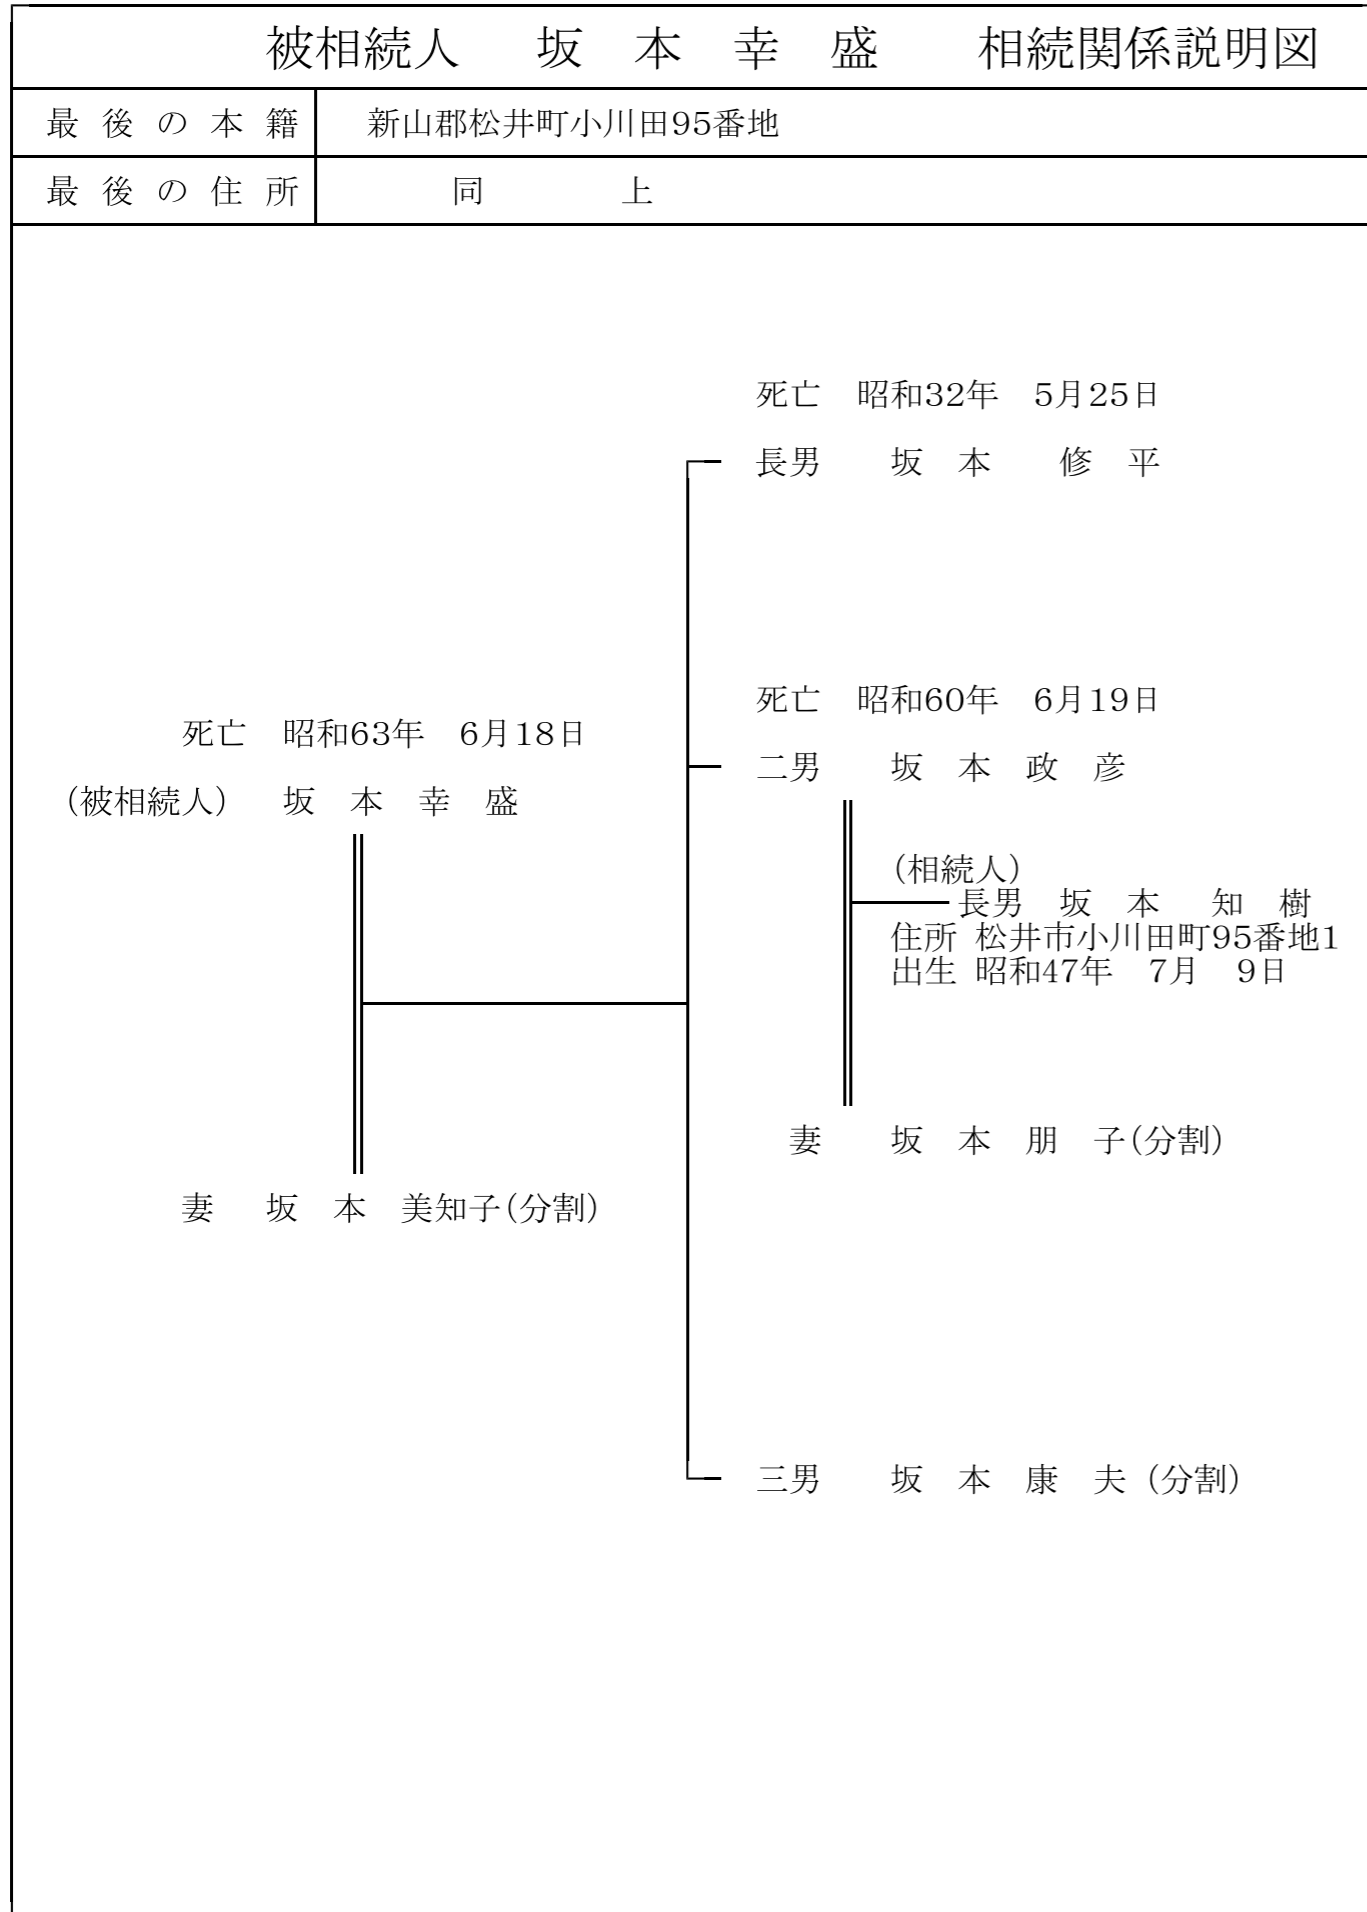 被相続人　坂　本　幸　盛　　相続関係説明図
最後の本籍　新山郡松井町小川田95番地
最後の住所　同　　　　上
死亡　昭和32年　5月25日
長男　　坂　本　　修　平
死亡　昭和60年　6月19日
二男　　坂　本　政　彦
(相続人)
長男　坂　本　知　樹
住所 松井市小川田町95番地1
出生 昭和47年　7月　9日
妻　　坂　本　朋　子(分割)
死亡　昭和63年　6月18日
(被相続人)　坂　本　幸　盛
妻　坂　本　美知子(分割)
三男　　坂　本　康　夫 (分割)